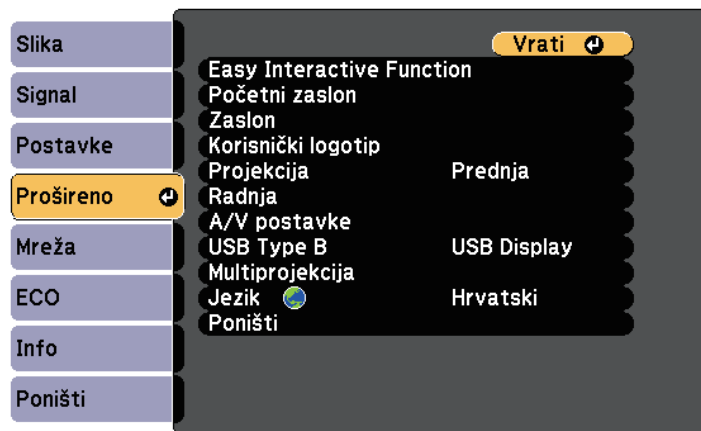 Slika
Signal
Postavke
Prošireno
Mreža
ECO
Info
Poništi
Vrati
Easy Interactive Function
Početni zaslon
Zaslon
Korisnički logotip
Projekcija Prednja
Radnja
A/V postavke
USB Type B USB Display
Multiprojekcija
Jezik Hrvatski
Poništi